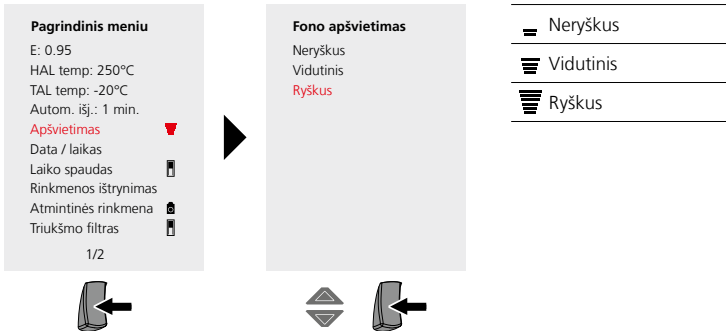 Pagrindinis meniu
E: 0.95
HAL temp: 250°C
TAL temp: -20°C
Autom. išj.: 1 min.
Apšvietimas
Data / laikas
Laiko spaudas
Rinkmenos ištrynimas
Atmintinės rinkmena
Triukšmo filtras
1/2
Fono apšvietimas
Neryškus
Vidutinis
Ryškus
Neryškus
Vidutinis
Ryškus